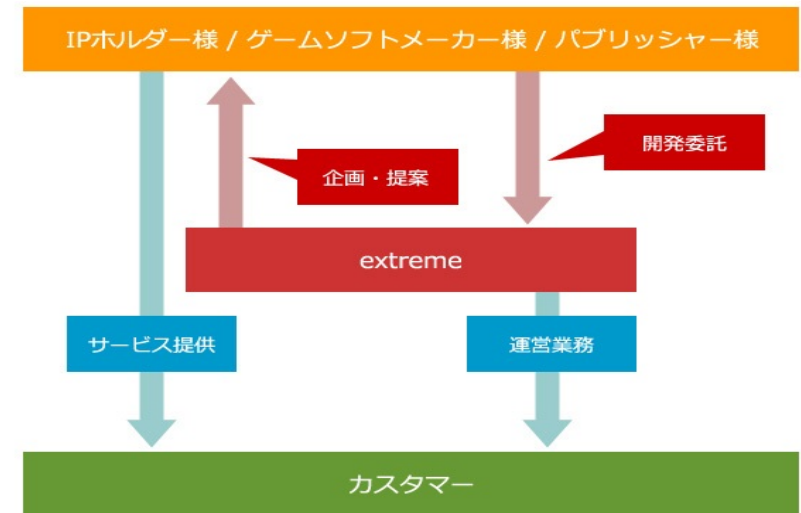 IPホルダー様 / ゲームソフトメーカー様 / パブリッシャー様
開発委託
企画・提案
extreme
サービス提供
運営業務
カスタマー